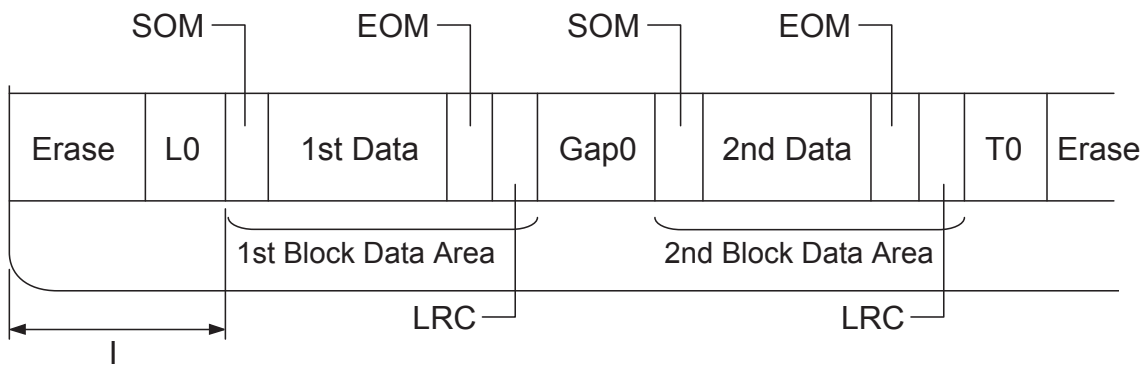 SOM EOM SOM EOM
Erase L0 1st Data Gap0 2nd Data T0 Erase
1st Block Data Area 2nd Block Data Area
LRC LRC
l